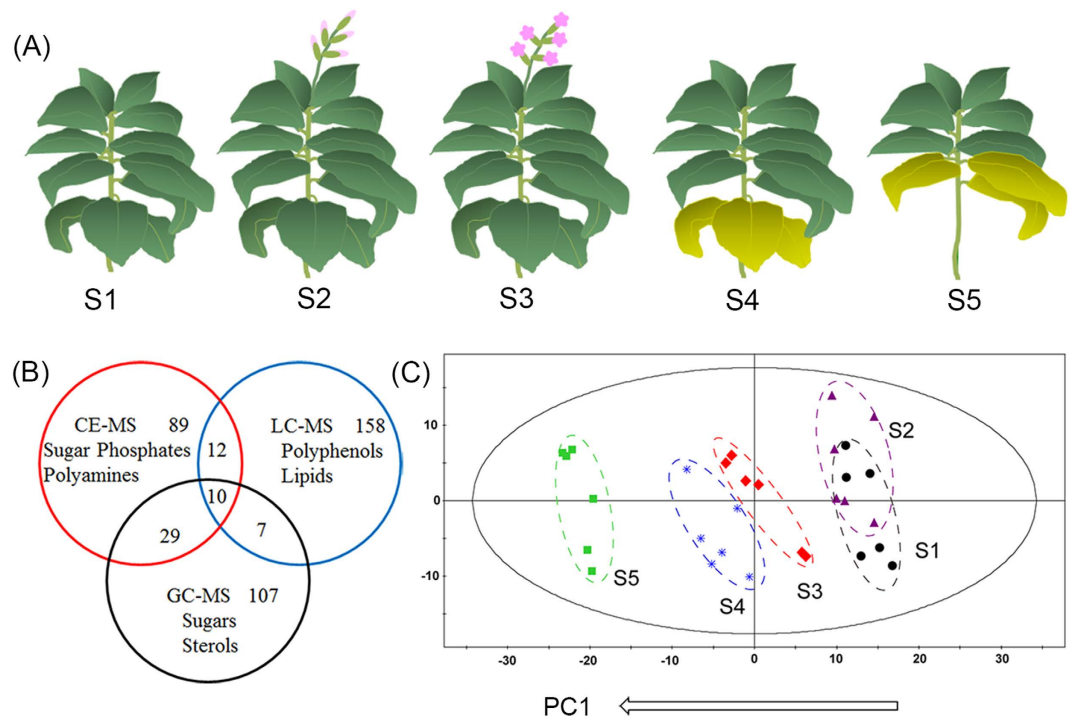 (A)
S1 S2 S3 S4 S5
(B)
CE-MS 89
Sugar Phosphates
Polyamines
12
LC-MS 158
Polyphenols
Lipids
10
29
7
GC-MS 107
Sugars
Sterols
(C)
10
0
-10
S2
S1
S3
S4
S5
-30 -20 -10 0 10 20 30
PC1